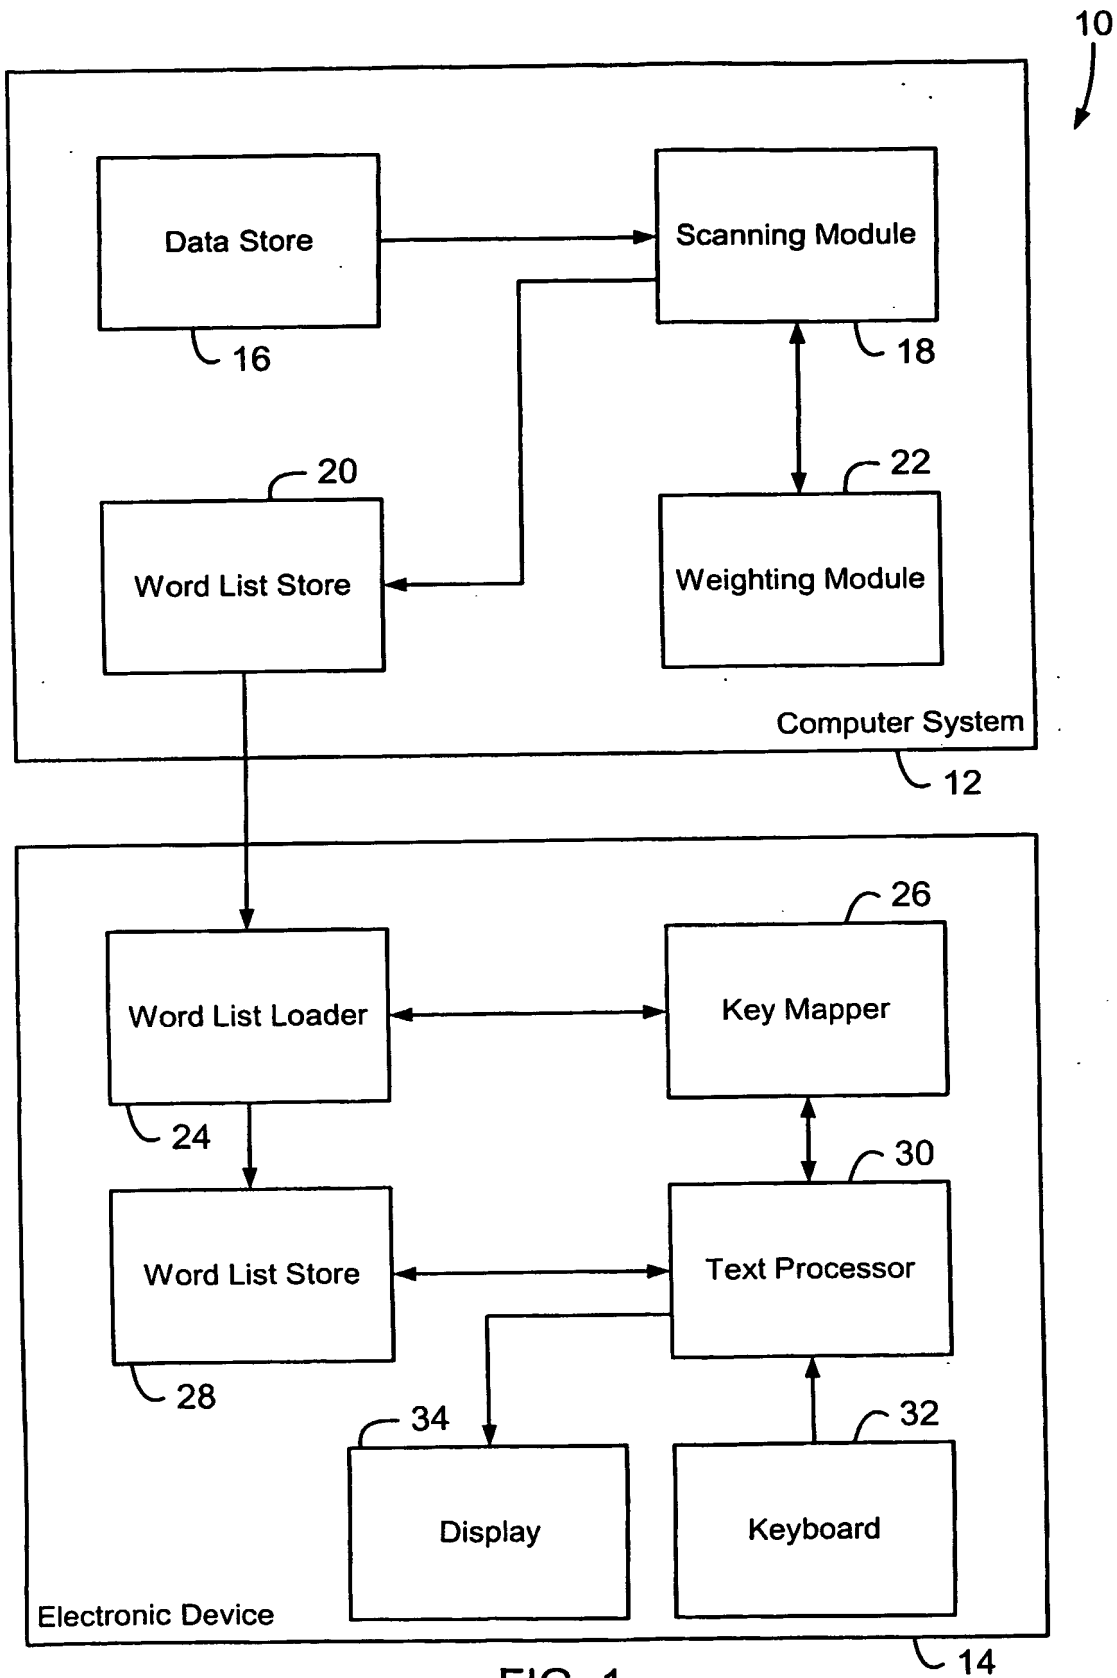 10
Data Store
Scanning Module
16
18
20
22
Word List Store
Weighting Module
Computer System
12
26
Word List Loader
Key Mapper
24
30
Word List Store
Text Processor
28
34
32
Display
Keyboard
Electronic Device
14
FIG. 1